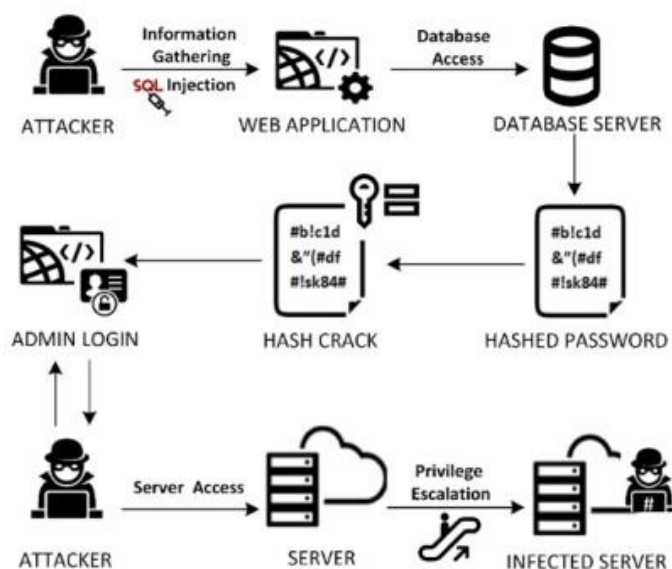 Information
Gathering
SQL Injection
Database
Access
ATTACKER
WEB APPLICATION
DATABASE SERVER
#b!c1d
&"(#df
#!sk84#
#b!c1d
&"(#df
#!sk84#
ADMIN LOGIN
HASH CRACK
HASHED PASSWORD
Server Access
Privilege
Escalation
#
ATTACKER
SERVER
INFECTED SERVER